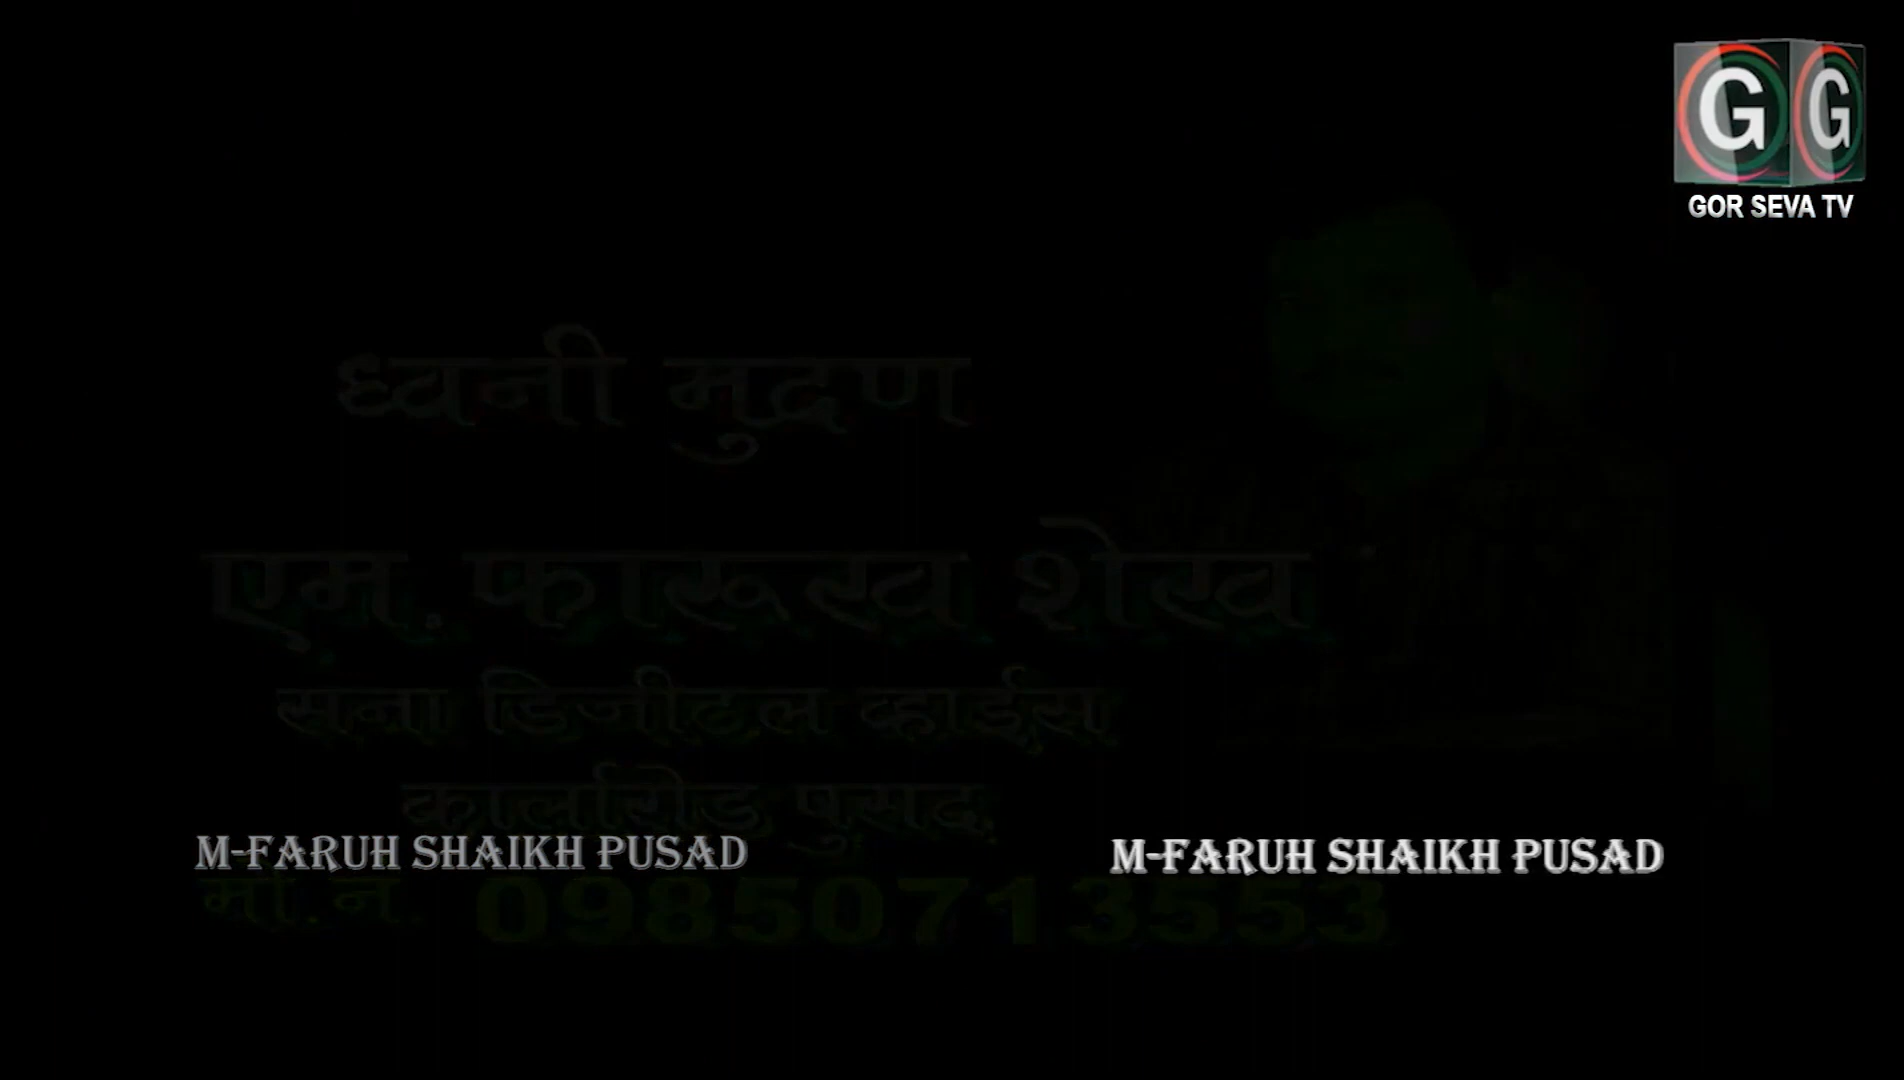 GOR SEVA TV
ध्वनी मुद्रण
एम. फारूख शेख
सना डिजीटल व्हाईस
पुसद.
M-FARUH SHAIKH PUSAD M-FARUH SHAIKH PUSAD
मो.नं. 09850713553